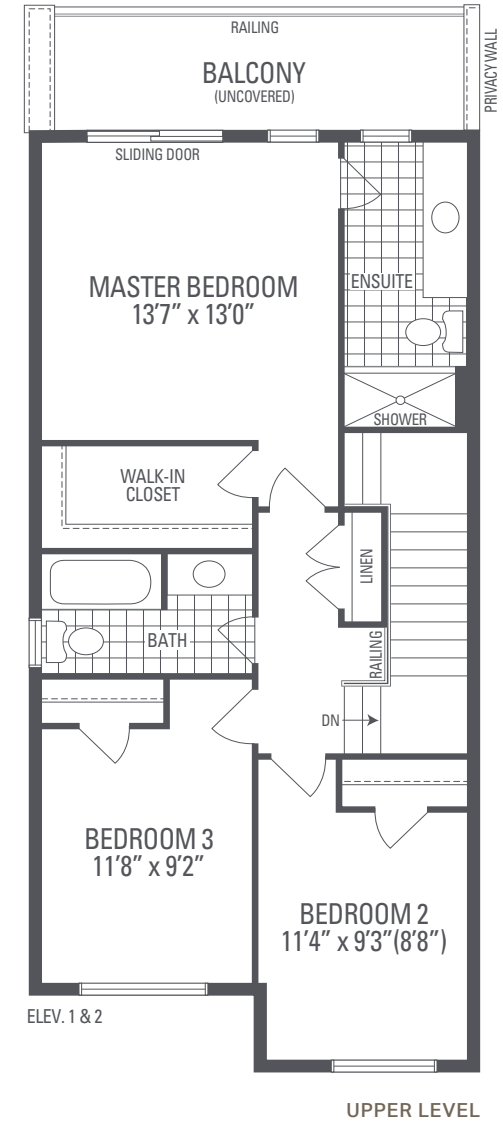 RAILING
BALCONY
(UNCOVERED)
PRIVACY WALL
SLIDING DOOR
MASTER BEDROOM
13'7" x 13'0"
ENSUITE
SHOWER
WALK-IN
CLOSET
LINEN
BATH
RAILING
DN
BEDROOM 3
11'8" x 9'2"
BEDROOM 2
11'4" x 9'3"(8'8")
ELEV. 1 & 2
UPPER LEVEL